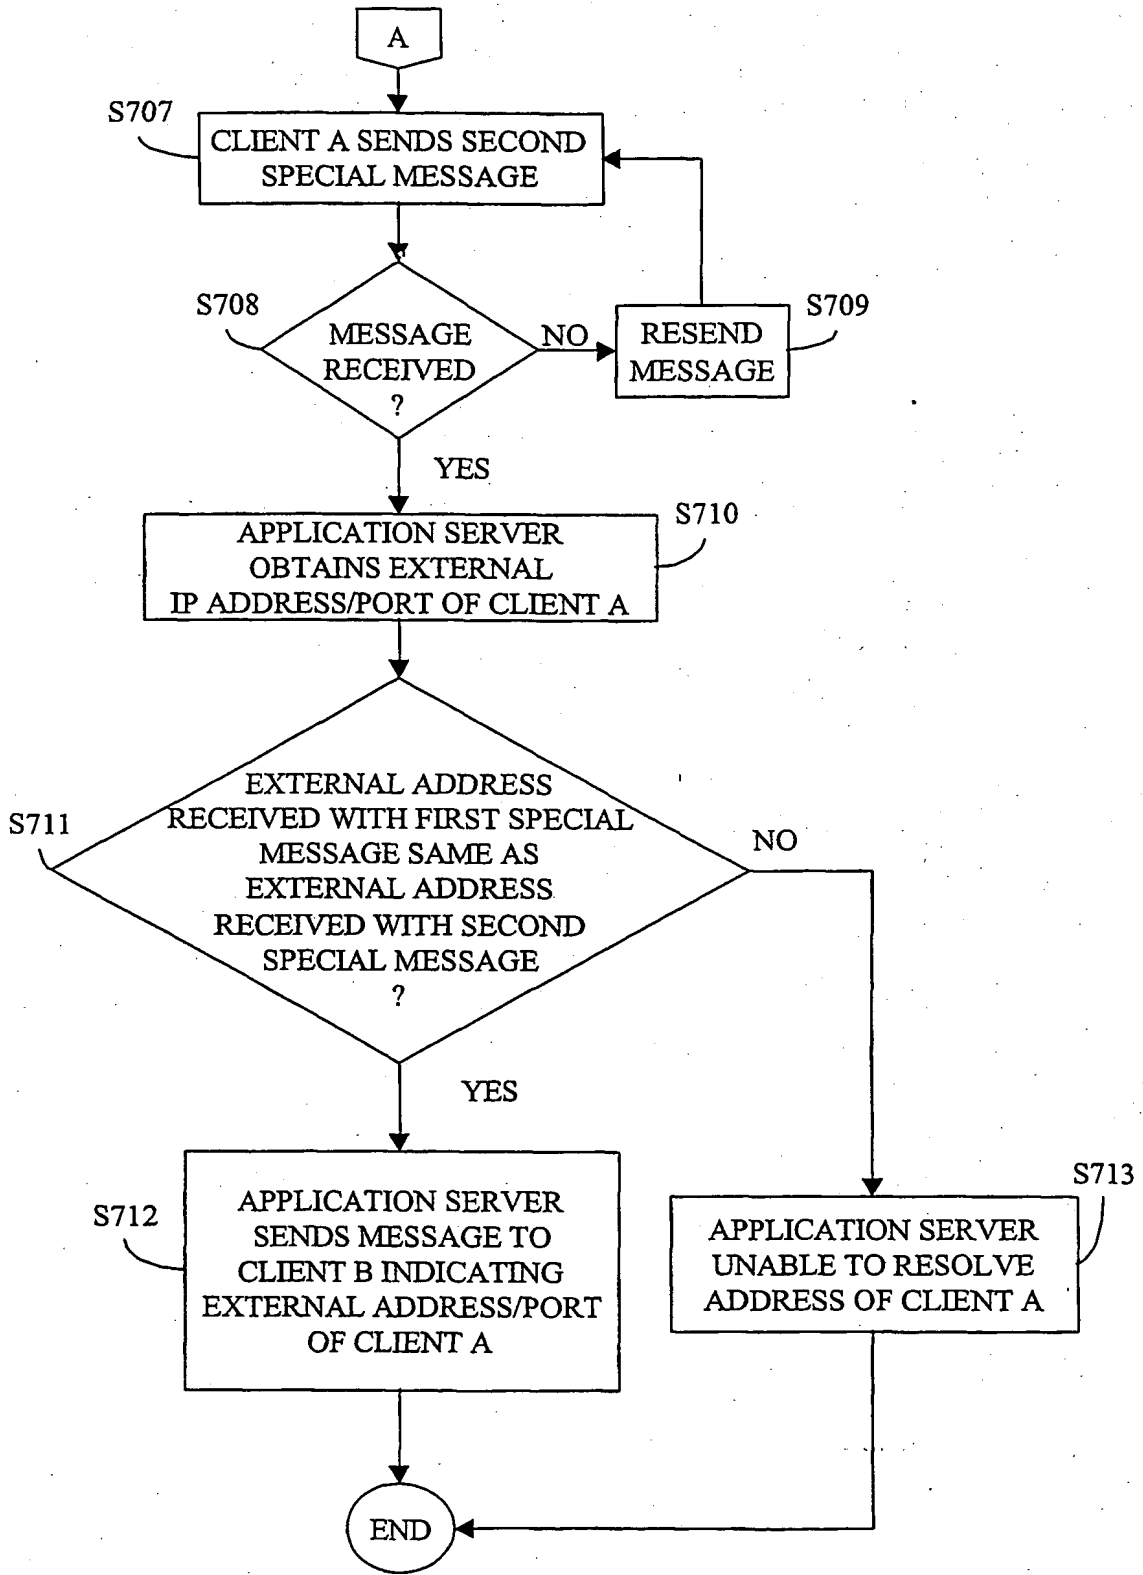 A
S707
CLIENT A SENDS SECOND
SPECIAL MESSAGE
S708
MESSAGE
RECEIVED
?
NO
S709
RESEND
MESSAGE
YES
S710
APPLICATION SERVER
OBTAINS EXTERNAL
IP ADDRESS/PORT OF CLIENT A
S711
EXTERNAL ADDRESS
RECEIVED WITH FIRST SPECIAL
MESSAGE SAME AS
EXTERNAL ADDRESS
RECEIVED WITH SECOND
SPECIAL MESSAGE
?
NO
YES
S712
APPLICATION SERVER
SENDS MESSAGE TO
CLIENT B INDICATING
EXTERNAL ADDRESS/PORT
OF CLIENT A
S713
APPLICATION SERVER
UNABLE TO RESOLVE
ADDRESS OF CLIENT A
END